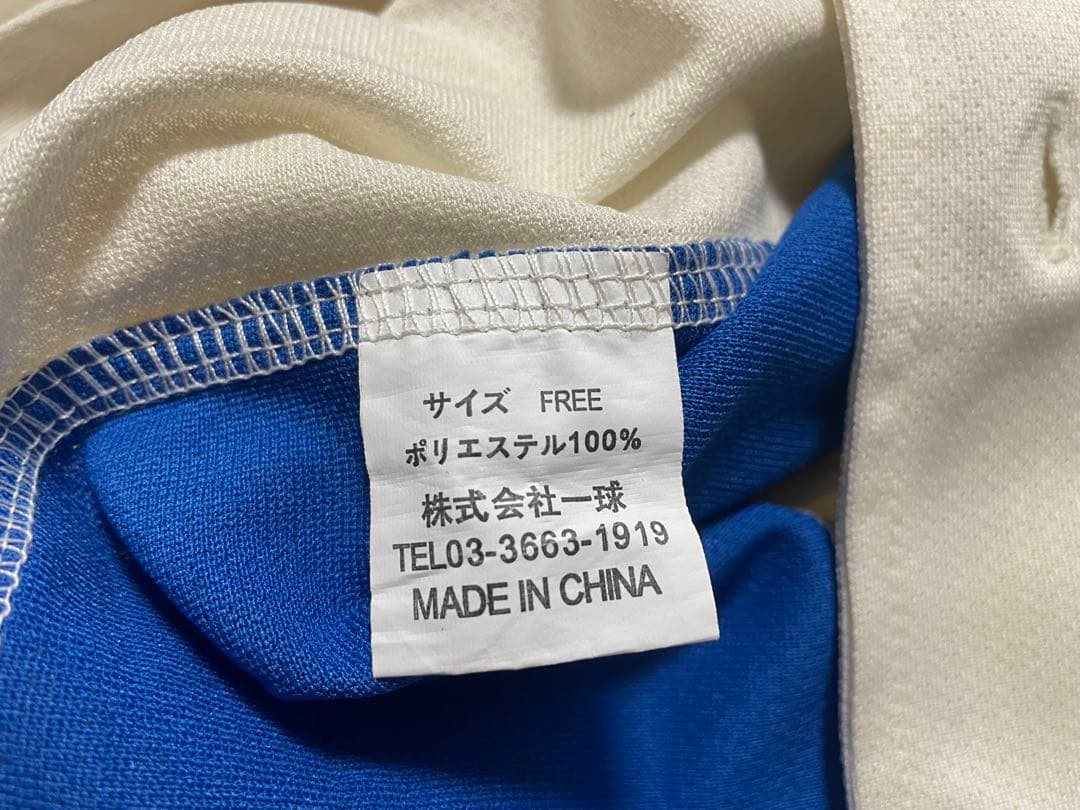 サイズ FREE
ポリエステル100%
株式会社一球
TEL03-3663-1919
MADE IN CHINA